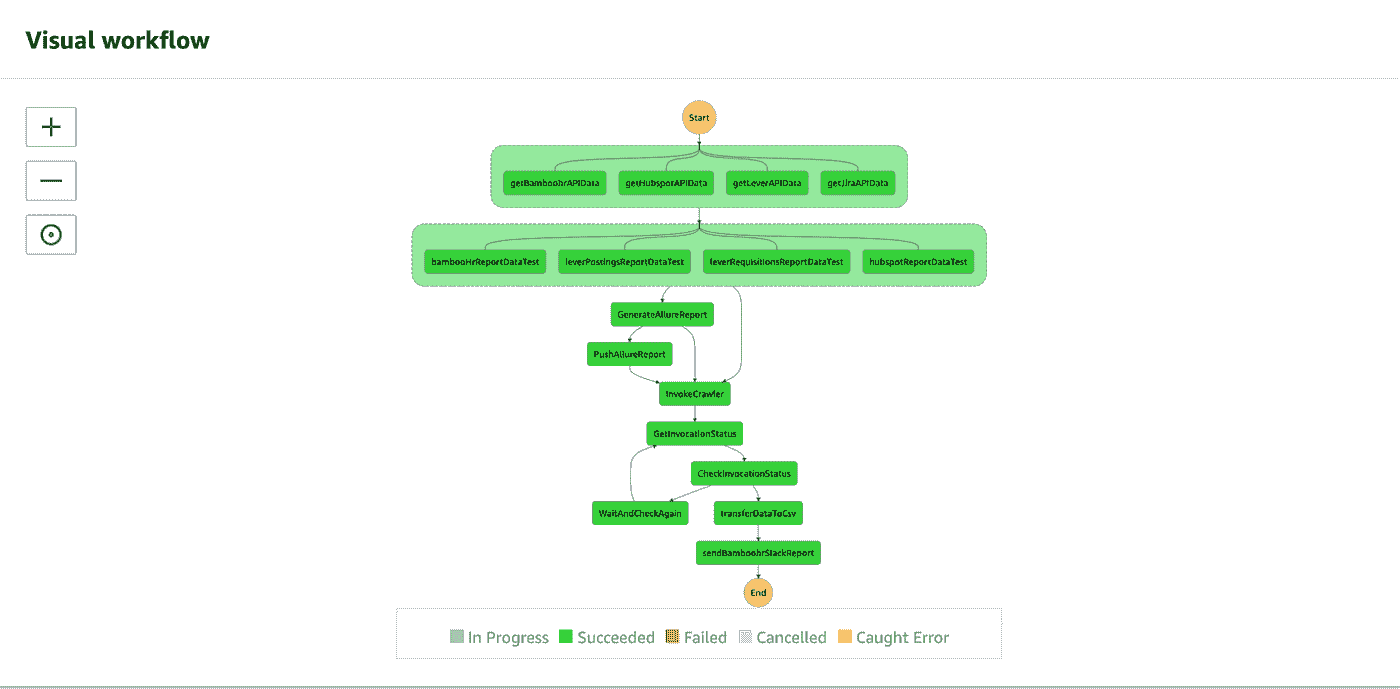 Visual workflow
Start
getBamboohrAPIData getHubsporAPIData getLeverAPIData getJiraAPIData
bambooHrReportDataTest leverPostingsReportDataTest leverRequisitionsReportDataTest hubspotReportDataTest
GenerateAllureReport
PushAllureReport
InvokeCrawler
GetInvocationStatus
CheckInvocationStatus
WaitAndCheckAgain transferDataToCsv
sendBamboohrSlackReport
End
In Progress Succeeded Failed Cancelled Caught Error